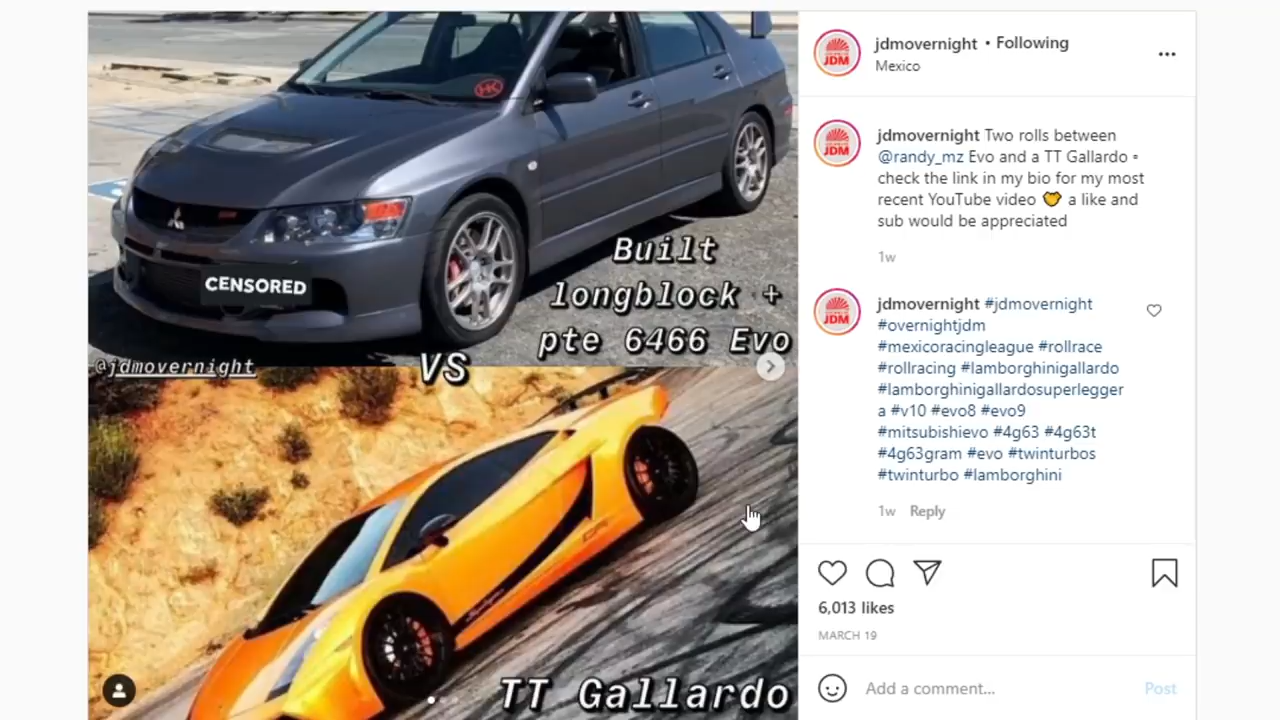 CENSORED
Built
longblock +
pte 6466 Evo
@jdmovernight
VS
TT Gallardo
JDM
jdmovernight • Following
Mexico
JDM
jdmovernight Two rolls between
@randy_mz Evo and a TT Gallardo ▫
check the link in my bio for my most
recent YouTube video a like and
sub would be appreciated
1w
JDM
jdmovernight #jdmovernight
#overnightjdm
#mexicoracingleague #rollrace
#rollracing #lamborghinigallardo
#lamborghinigallardosuperlegger
a #v10 #evo8 #evo9
#mitsubishievo #4g63 #4g63t
#4g63gram #evo #twinturbos
#twinturbo #lamborghini
1w Reply
6,013 likes
MARCH 19
Add a comment...
Post